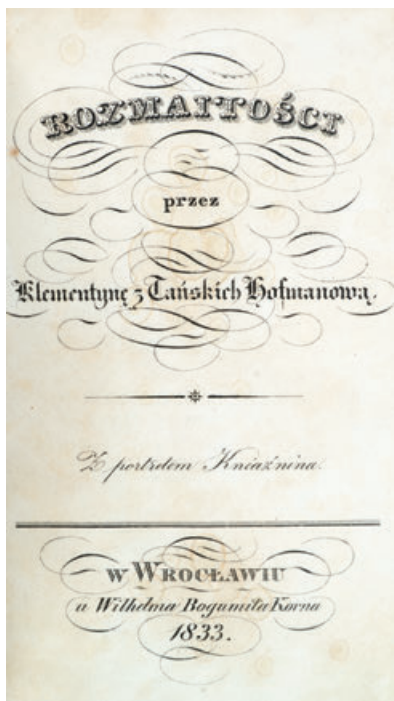 ROZMAITOŚCI
przez
Klementynę z Tańskich Hofmanową.
Z portretem Kniaźnina.
W WROCŁAWIU
u Wilhelma Bogumiła Korna
1833.